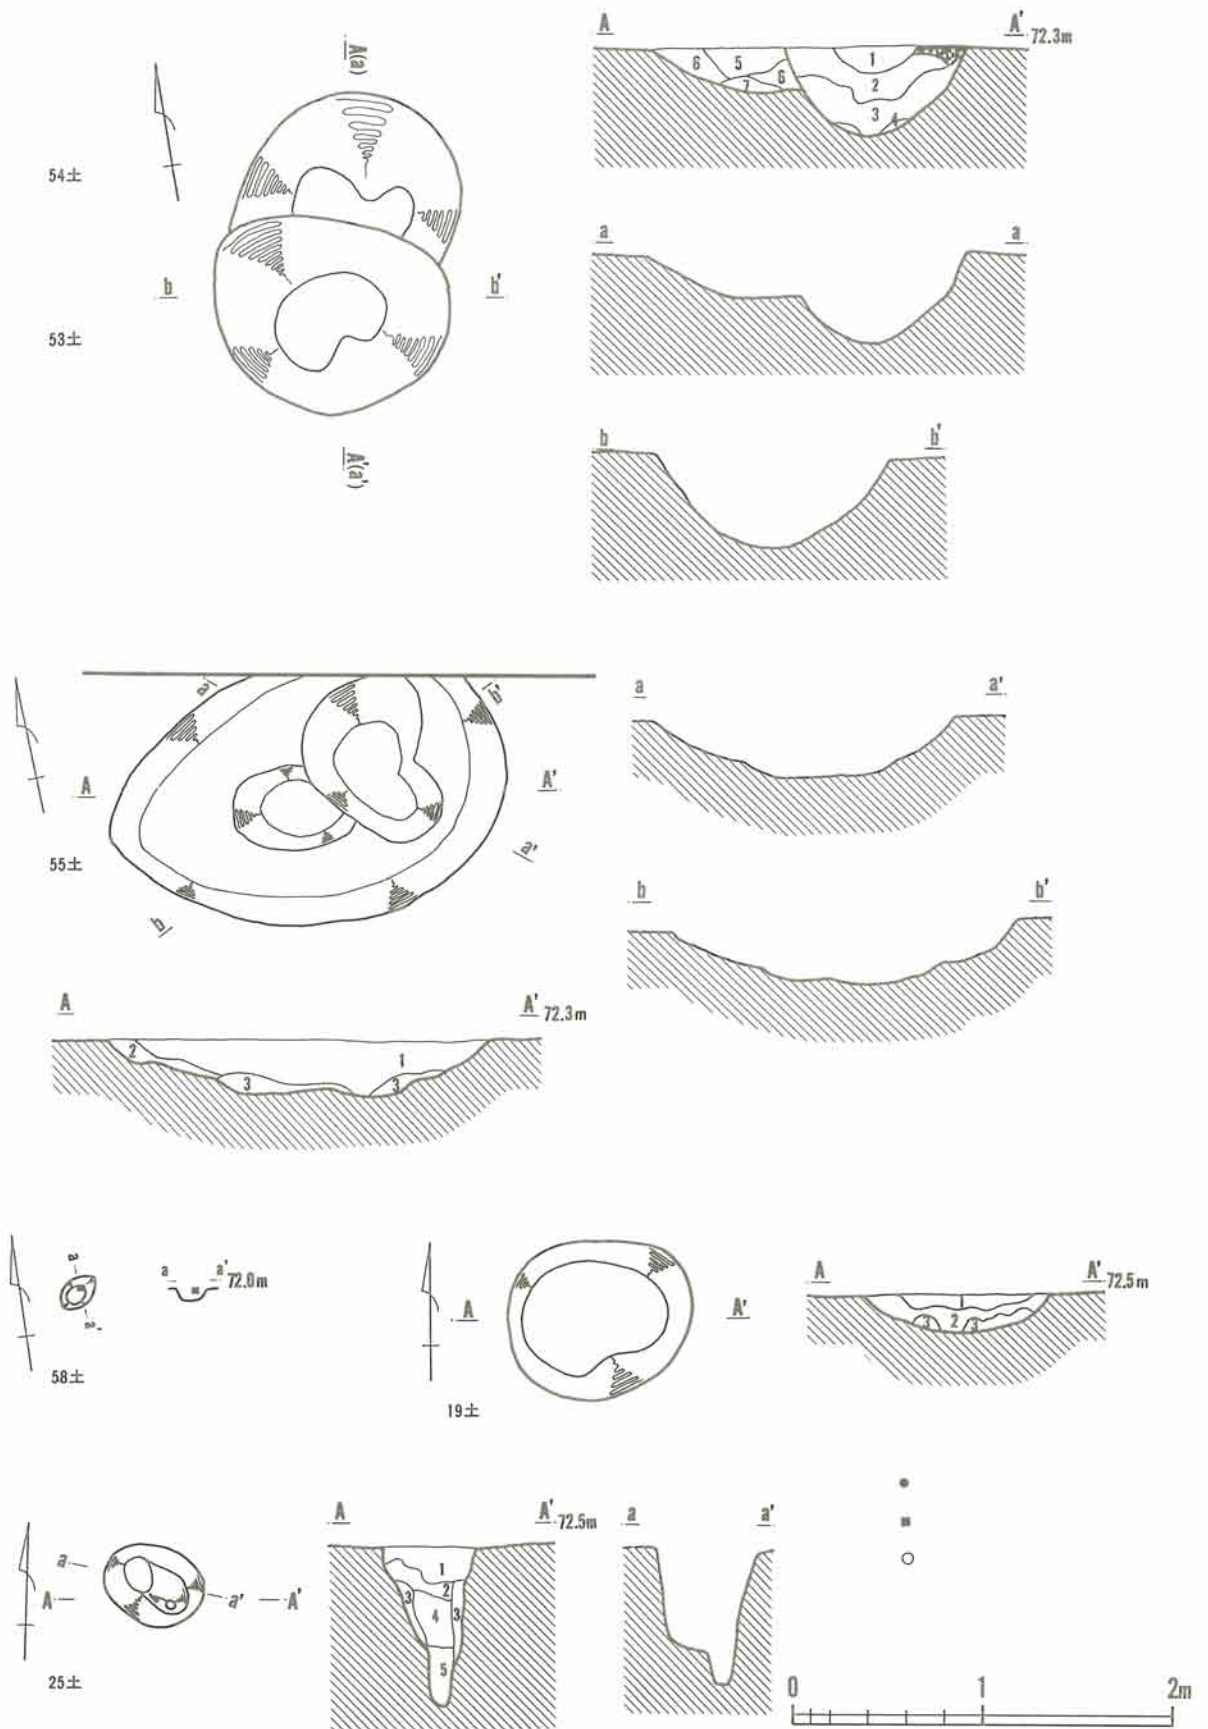 A A' 72.3m
6 5 7 6 1 2 3 4
A(a)
54土
b b'
53土
A'(a')
a a
b b'
a' b'
A A'
55土
b a'
a a'
b b'
A A' 72.3m
2 3 1 3
a a'
58土
a a' 72.0m
A A'
19土
A A' 72.5m
1 2 3 3
a a'
A A'
25土
A A' 72.5m
1 2 3 4 3 5
a a'
0 1 2m